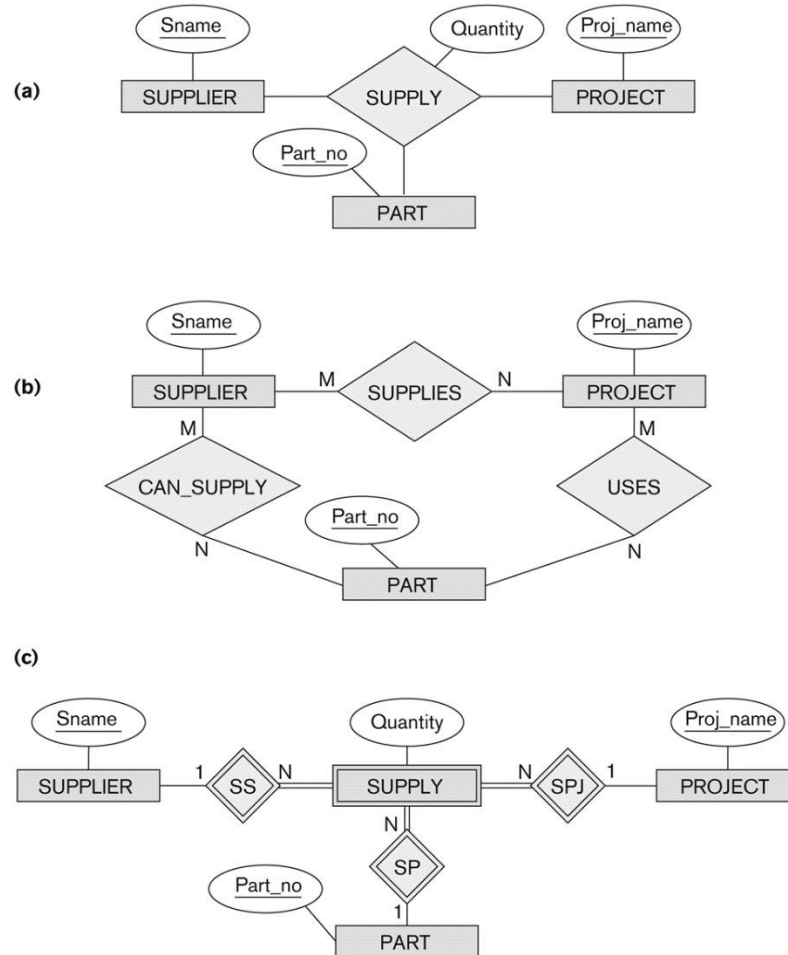 Sname
Quantity
Proj_name
(a)
SUPPLIER
SUPPLY
PROJECT
Part_no
PART
Sname
Proj_name
(b)
SUPPLIER
M
SUPPLIES
N
PROJECT
M
M
CAN_SUPPLY
USES
Part_no
N
N
PART
(c)
Sname
Quantity
Proj_name
SUPPLIER
1
SS
N
SUPPLY
N
SPJ
1
PROJECT
N
SP
Part_no
1
PART